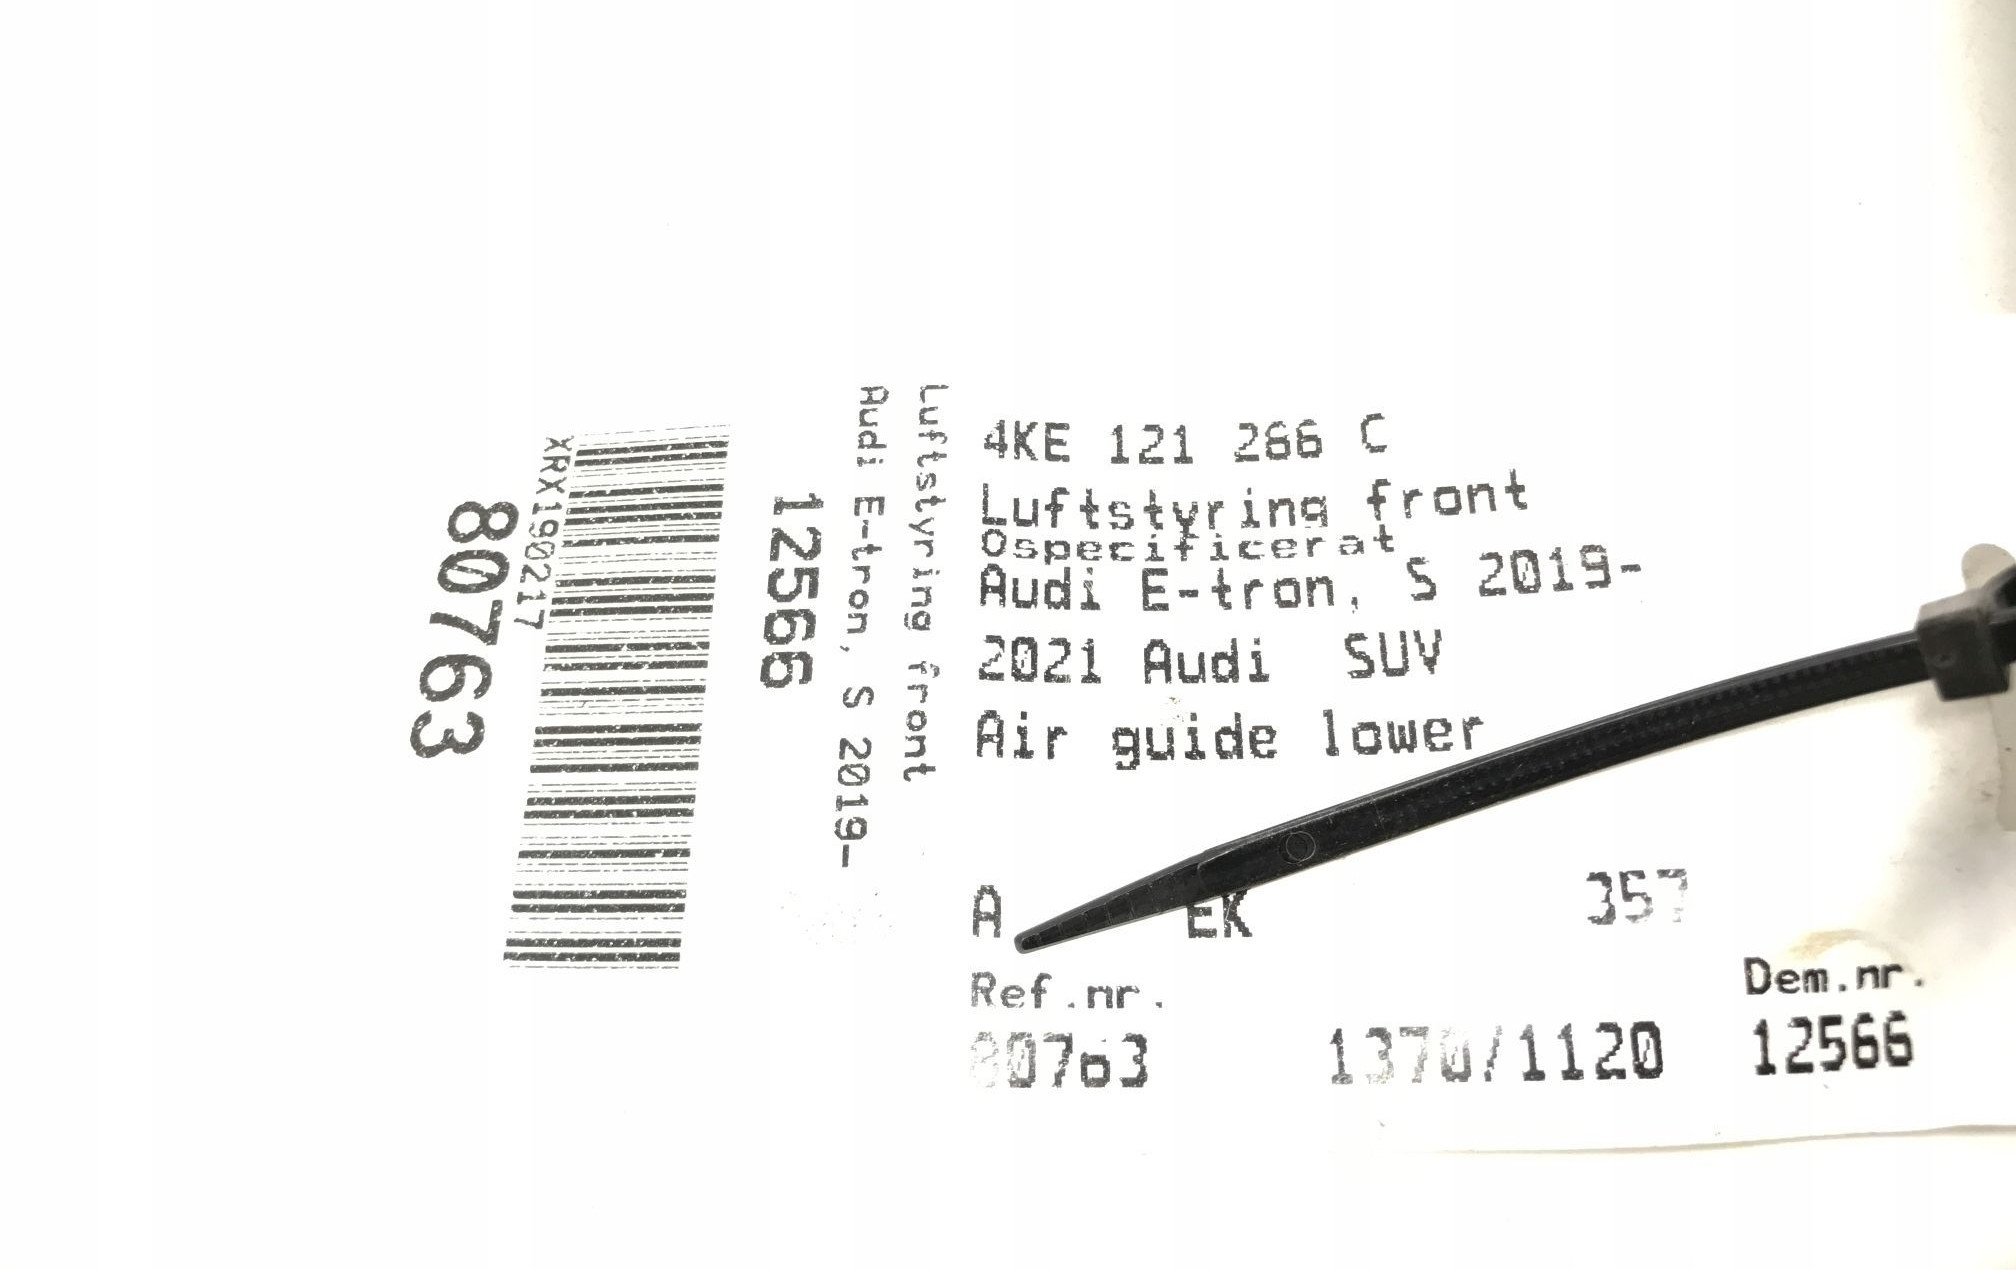 4KE 121 266 C
Luftstyring front
Ospecificerat
Audi E-tron, S 2019-
2021 Audi SUV
Air guide lower
A EK 357
Ref.nr. Dem.nr.
80763 1370/1120 12566
Luftstyring front
Audi E-tron, S 2019-
12566
XRX190217
80763